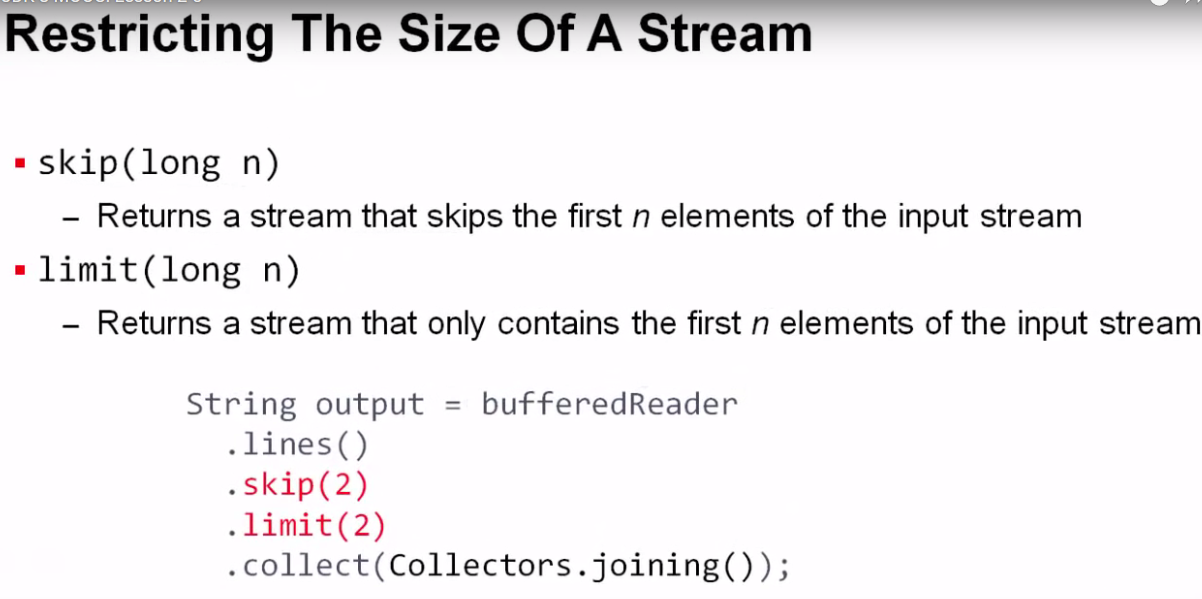 Restricting The Size Of A Stream
▪ skip(long n)
– Returns a stream that skips the first n elements of the input stream
▪ limit(long n)
– Returns a stream that only contains the first n elements of the input stream
String output = bufferedReader
.lines()
.skip(2)
.limit(2)
.collect(Collectors.joining());